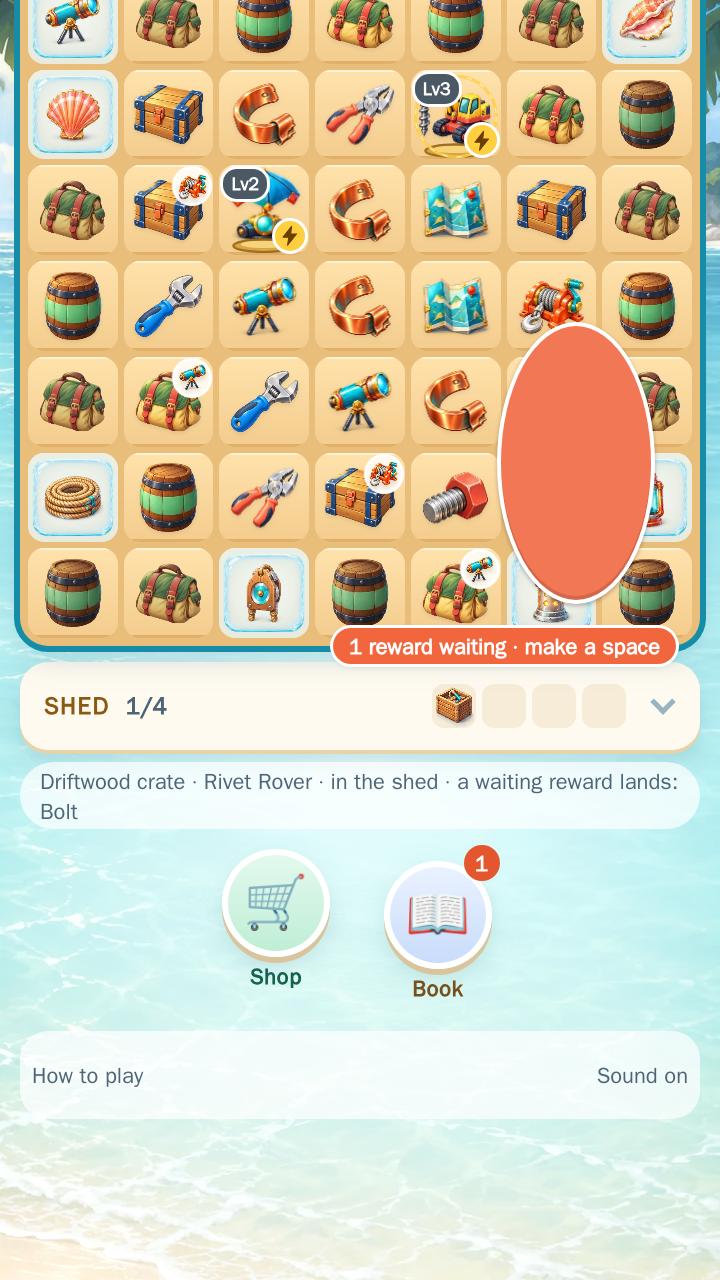 Lv3
Lv2
1 reward waiting · make a space
SHED 1/4
Driftwood crate · Rivet Rover · in the shed · a waiting reward lands:
Bolt
1
Shop
Book
How to play
Sound on